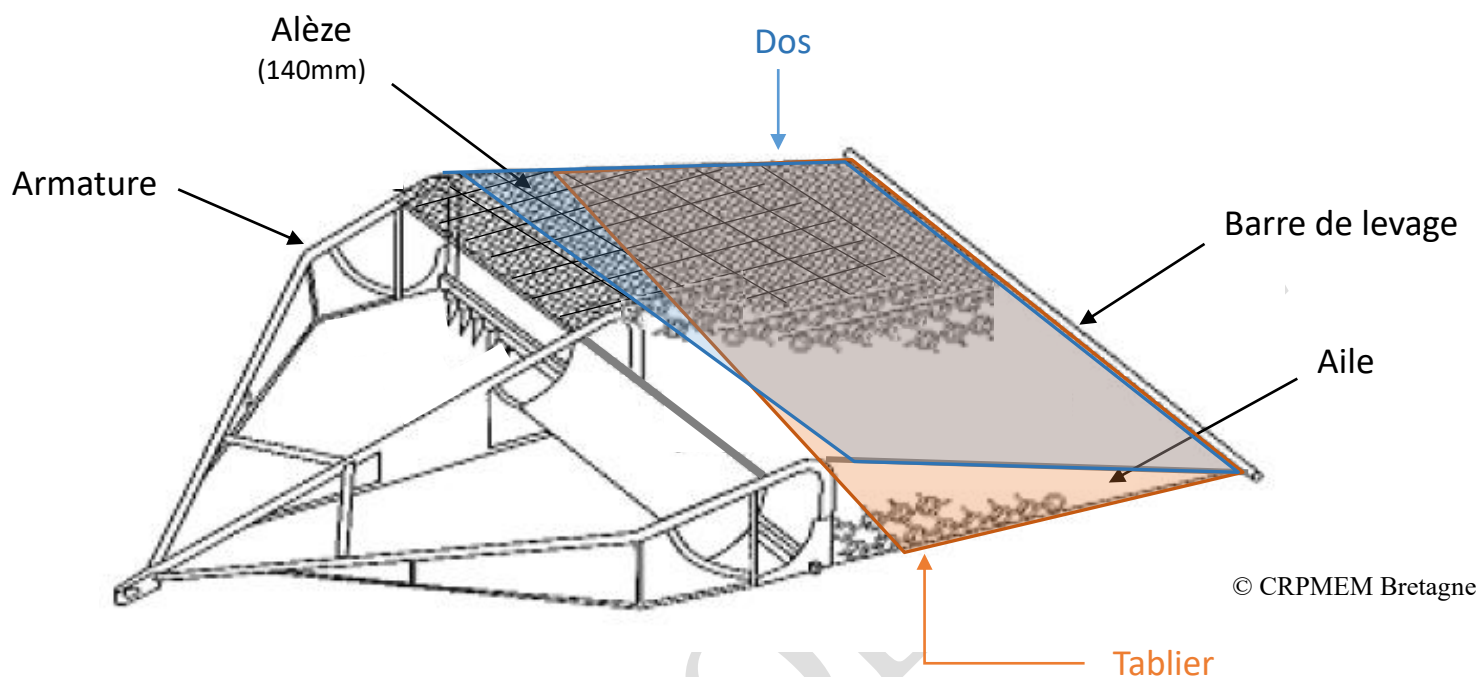 Alèze
(140mm)
Dos
Armature
Barre de levage
Aile
© CRPMEM Bretagne
Tablier